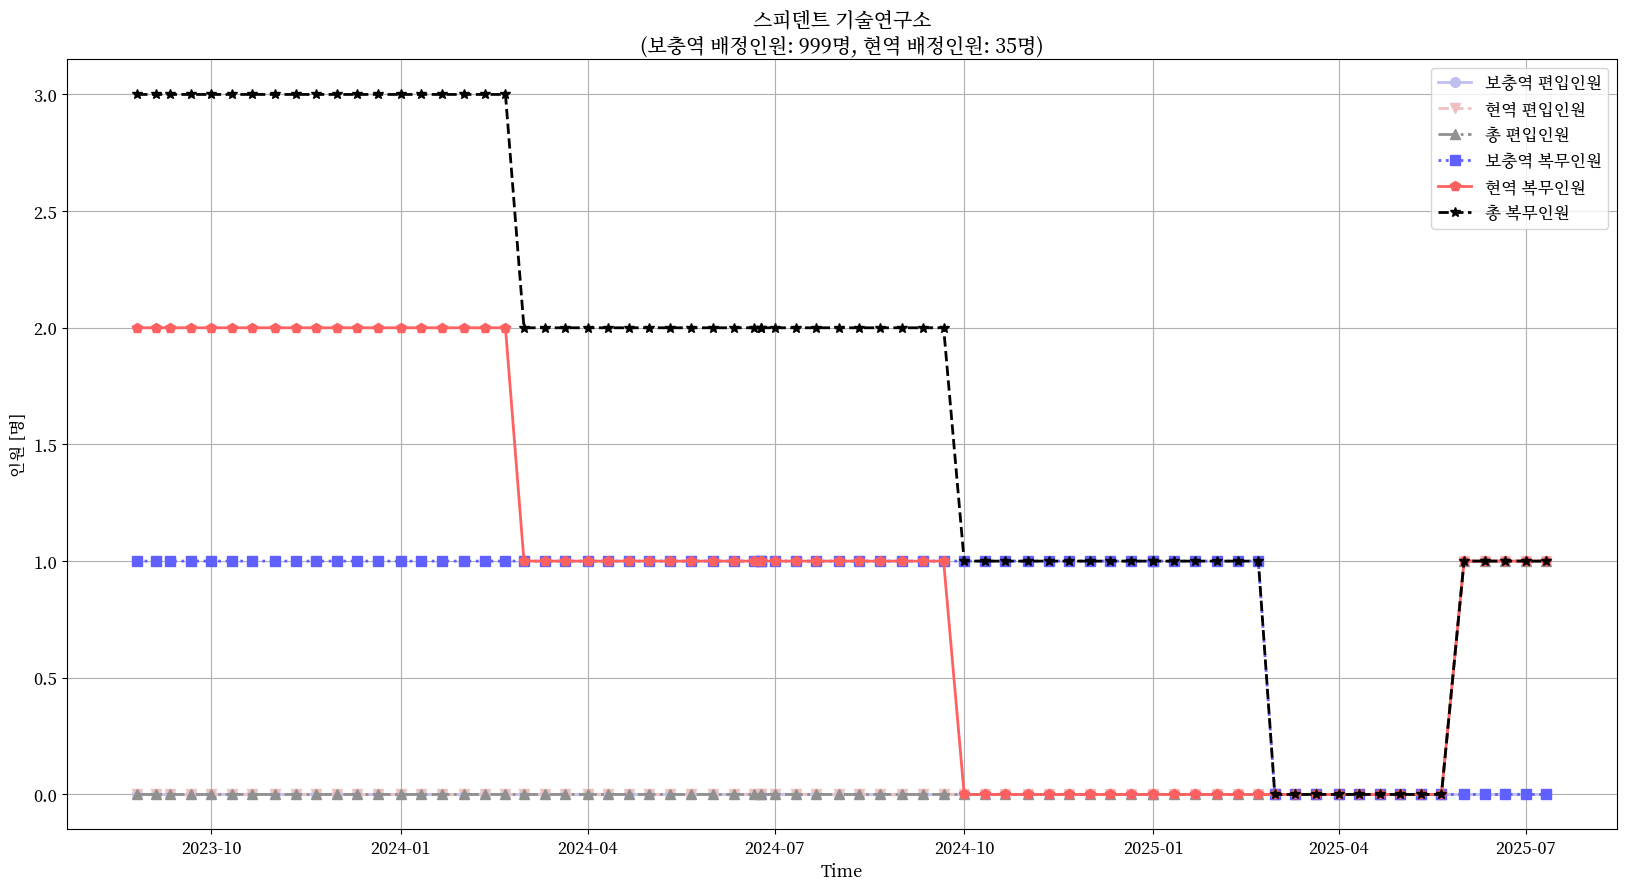 스피덴트 기술연구소
(보충역 배정인원: 999명, 현역 배정인원: 35명)
보충역 편입인원
현역 편입인원
총 편입인원
보충역 복무인원
현역 복무인원
총 복무인원
인원 [명]
3.0
2.5
2.0
1.5
1.0
0.5
0.0
2023-10
2024-01
2024-04
2024-07
2024-10
2025-01
2025-04
2025-07
Time